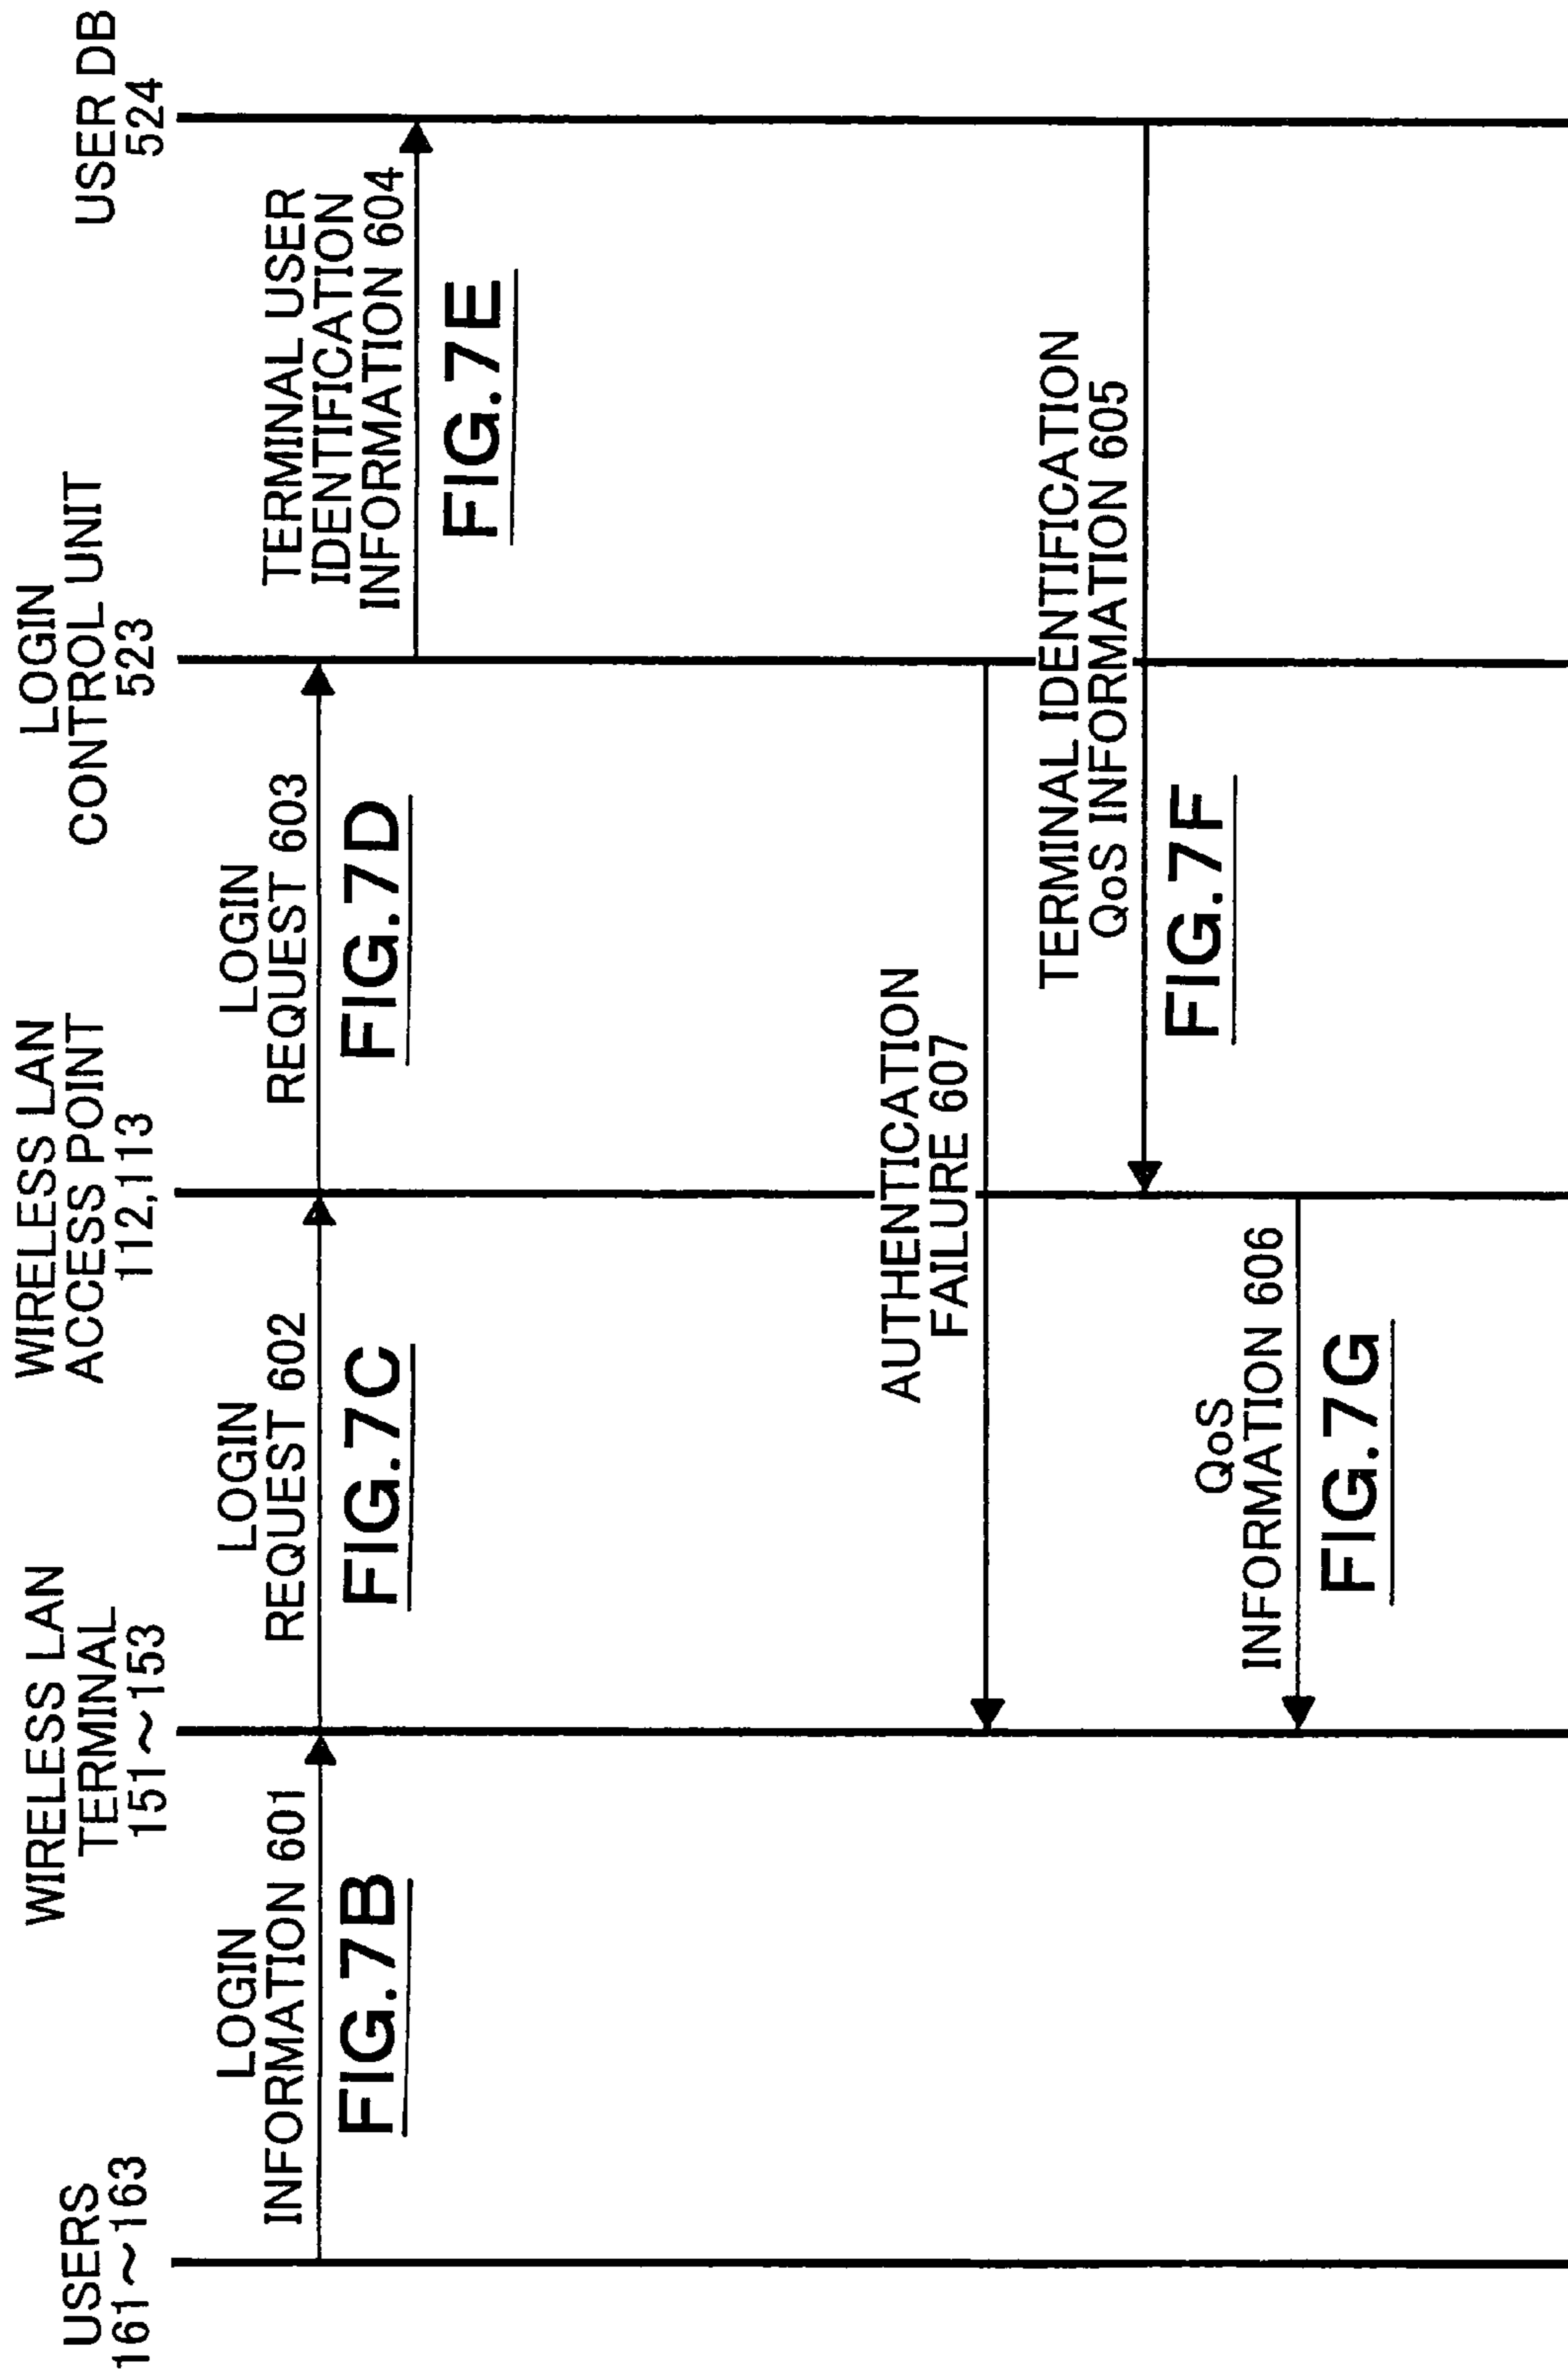 USERS
161~163
WIRELESS LAN
TERMINAL
151~153
WIRELESS LAN
ACCESS POINT
112,113
LOGIN
CONTROL UNIT
523
USER DB
524
LOGIN
INFORMATION 601
FIG.7B
LOGIN
REQUEST 602
FIG.7C
LOGIN
REQUEST 603
FIG.7D
TERMINAL USER
IDENTIFICATION
INFORMATION 604
FIG.7E
AUTHENTICATION
FAILURE 607
TERMINAL IDENTIFICATION
QoS INFORMATION 605
FIG.7F
QoS
INFORMATION 606
FIG.7G